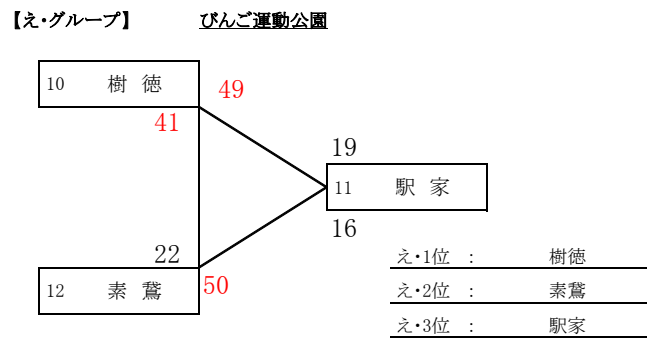 【え・グループ】 びんご運動公園
10 樹徳 49
41
19
11 駅家
16
22
12 素鵞 50
え・1位 : 樹徳
え・2位 : 素鵞
え・3位 : 駅家